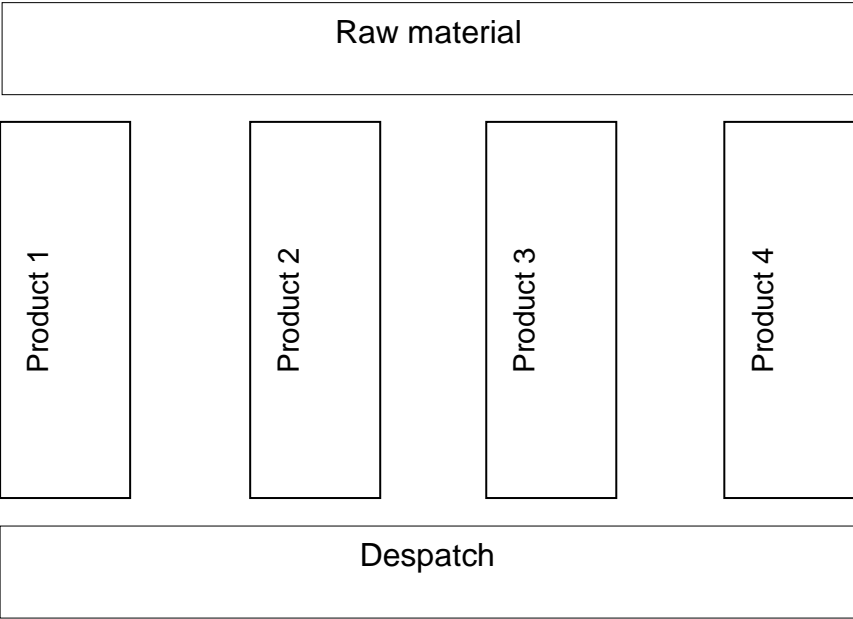 Raw material
Product 1
Product 2
Product 3
Product 4
Despatch